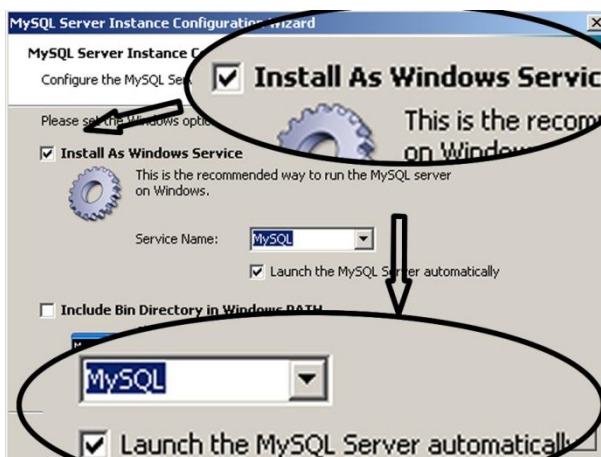 MySQL Server Instance Configuration Wizard
MySQL Server Instance C
Configure the MySQL Ser
Install As Windows Servic
This is the recom
on Window
Please set the Windows optio
Install As Windows Service
This is the recommended way to run the MySQL server
on Windows.
Service Name:
MySQL
Launch the MySQL Server automatically
Include Bin Directory in Windows PATH
MySQL
Launch the MySQL Server automatically